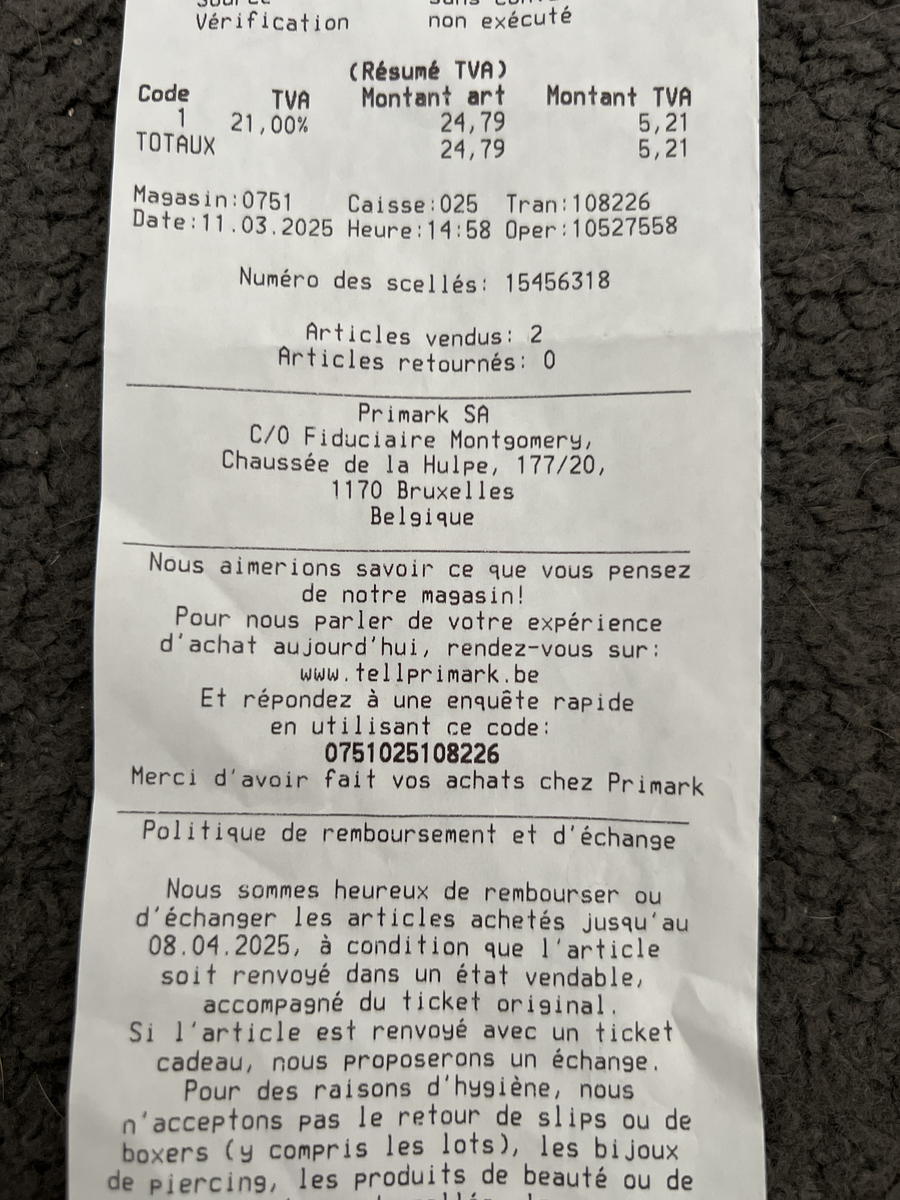 Vérification non exécuté
(Résumé TVA)
Code TVA Montant art Montant TVA
1 21,00% 24,79 5,21
TOTAUX 24,79 5,21
Magasin:0751 Caisse:025 Tran:108226
Date:11.03.2025 Heure:14:58 Oper:10527558
Numéro des scellés: 15456318
Articles vendus: 2
Articles retournés: 0
Primark SA
C/O Fiduciaire Montgomery,
Chaussée de la Hulpe, 177/20,
1170 Bruxelles
Belgique
Nous aimerions savoir ce que vous pensez
de notre magasin!
Pour nous parler de votre expérience
d'achat aujourd'hui, rendez-vous sur:
www.tellprimark.be
Et répondez à une enquête rapide
en utilisant ce code:
0751025108226
Merci d'avoir fait vos achats chez Primark
Politique de remboursement et d'échange
Nous sommes heureux de rembourser ou
d'échanger les articles achetés jusqu'au
08.04.2025, à condition que l'article
soit renvoyé dans un état vendable,
accompagné du ticket original.
Si l'article est renvoyé avec un ticket
cadeau, nous proposerons un échange.
Pour des raisons d'hygiène, nous
n'acceptons pas le retour de slips ou de
boxers (y compris les lots), les bijoux
de piercing, les produits de beauté ou de